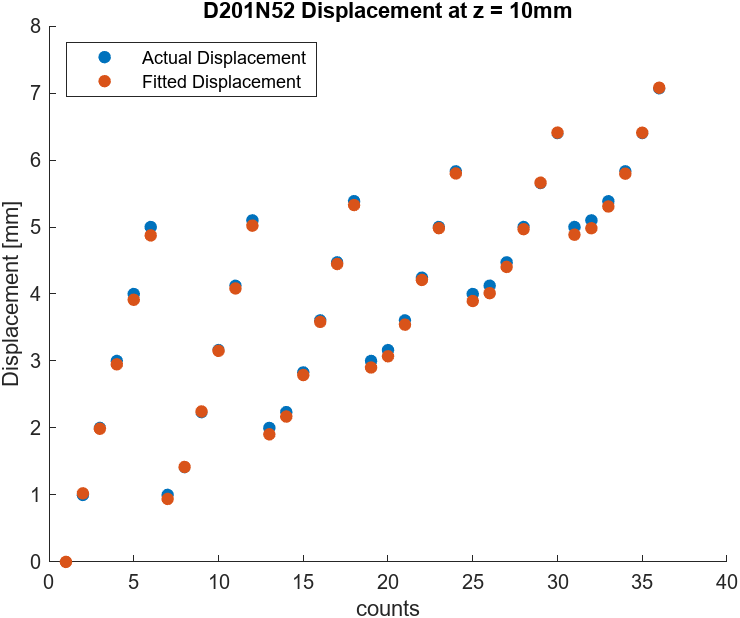 D201N52 Displacement at z = 10mm
Actual Displacement
Fitted Displacement
Displacement [mm]
8
7
6
5
4
3
2
1
0
0 5 10 15 20 25 30 35 40
counts